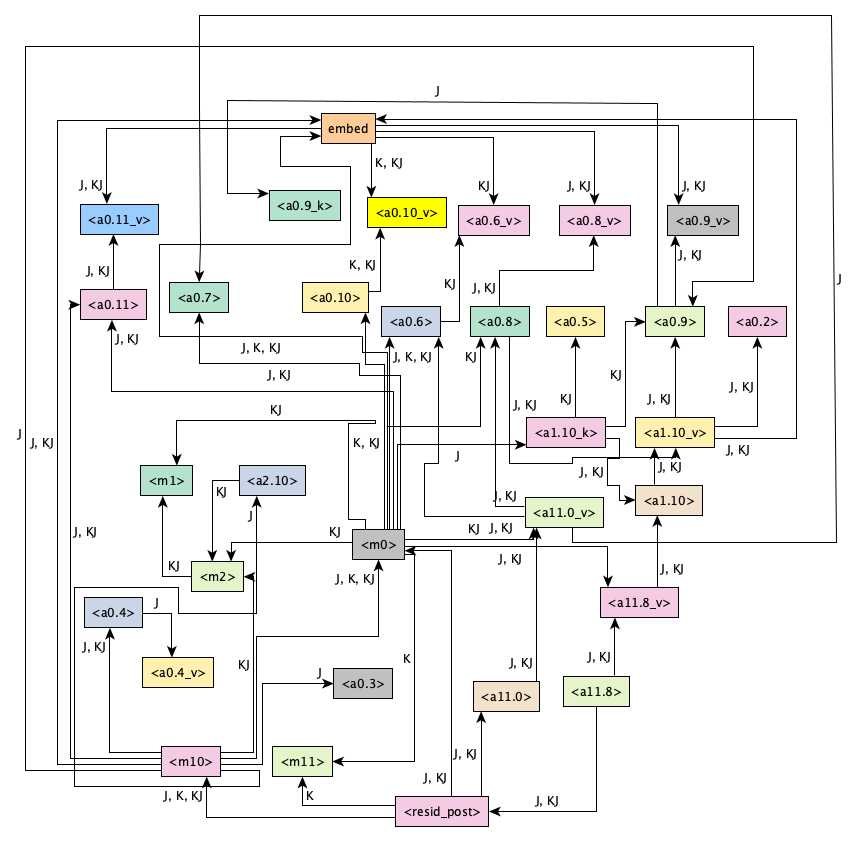 J
embed
K, KJ
J, KJ
KJ
J, KJ
J, KJ
<a0.9_k>
<a0.10_v>
<a0.11_v>
<a0.6_v>
<a0.8_v>
<a0.9_v>
J, KJ
K, KJ
J, KJ
J
KJ
J, KJ
<a0.11>
<a0.7>
<a0.10>
<a0.6>
<a0.8>
<a0.5>
<a0.9>
<a0.2>
J, KJ
J, K, KJ
J, K, KJ
KJ
J, KJ
KJ
J, KJ
J, KJ
KJ
KJ
J
J, KJ
K, KJ
<a1.10_k>
<a1.10_v>
J, KJ
J
J, KJ
J, KJ
<m1>
<a2.10>
KJ
J
J, KJ
<a1.10>
<a11.0_v>
J, KJ
KJ
KJ
J, KJ
<m0>
J, KJ
KJ
<m2>
J, K, KJ
J, KJ
<a0.4>
J
<a11.8_v>
J, KJ
K
J, KJ
J, KJ
KJ
<a0.4_v>
J
<a0.3>
<a11.0>
<a11.8>
<m10>
<m11>
J, KJ
J, KJ
J, K, KJ
K
<resid_post>
J, KJ